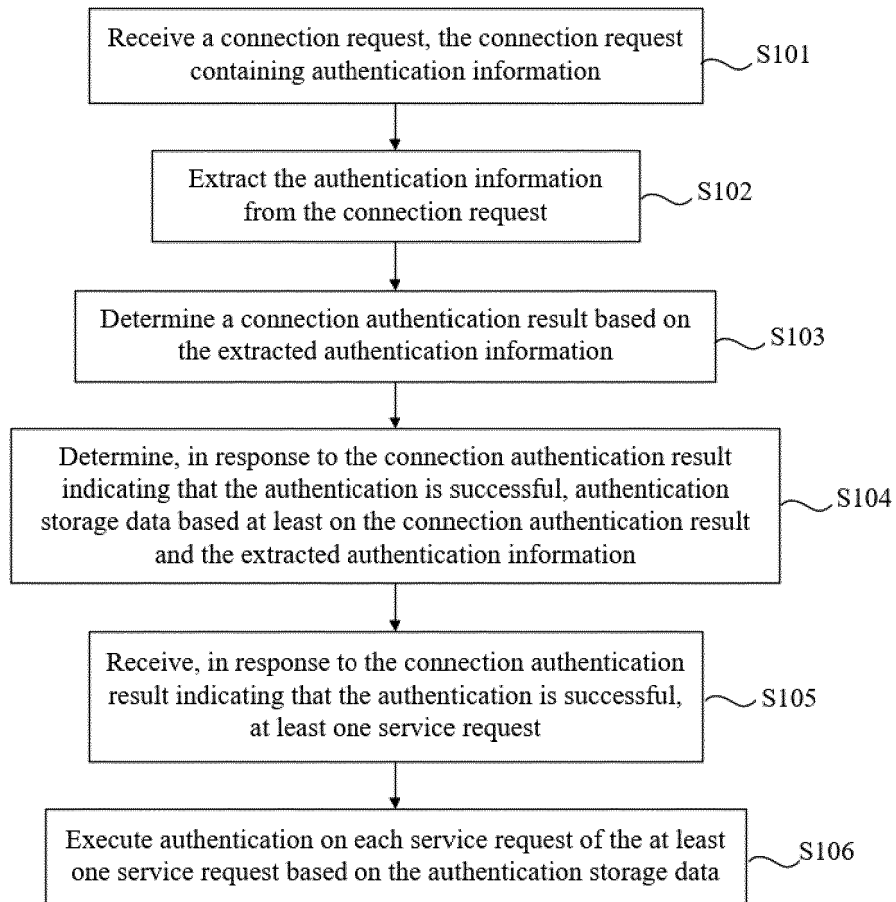 Receive a connection request, the connection request
containing authentication information
S101
Extract the authentication information
from the connection request
S102
Determine a connection authentication result based on
the extracted authentication information
S103
Determine, in response to the connection authentication result
indicating that the authentication is successful, authentication
storage data based at least on the connection authentication result
and the extracted authentication information
S104
Receive, in response to the connection authentication
result indicating that the authentication is successful,
at least one service request
S105
Execute authentication on each service request of the at least
one service request based on the authentication storage data
S106